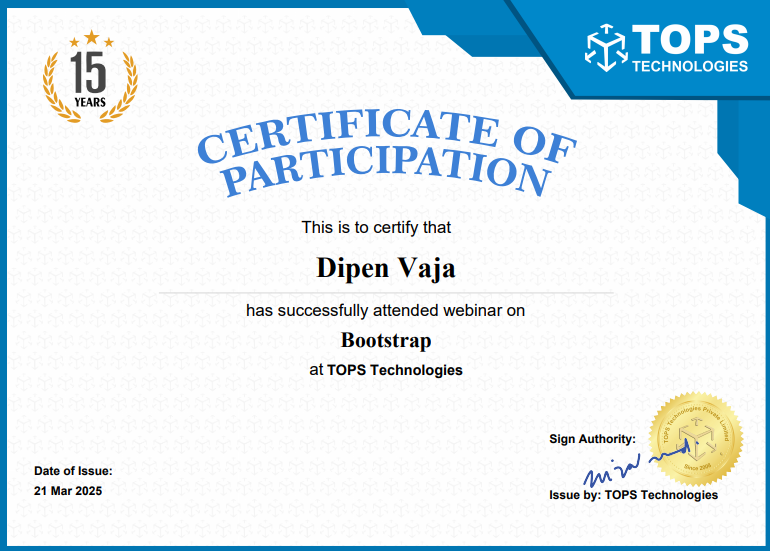 15
YEARS
TOPS
TECHNOLOGIES
CERTIFICATE OF
PARTICIPATION
This is to certify that
Dipen Vaja
has successfully attended webinar on
Bootstrap
at TOPS Technologies
Date of Issue:
21 Mar 2025
Sign Authority:
TOPS Technologies Private Limited
Issue by: TOPS Technologies